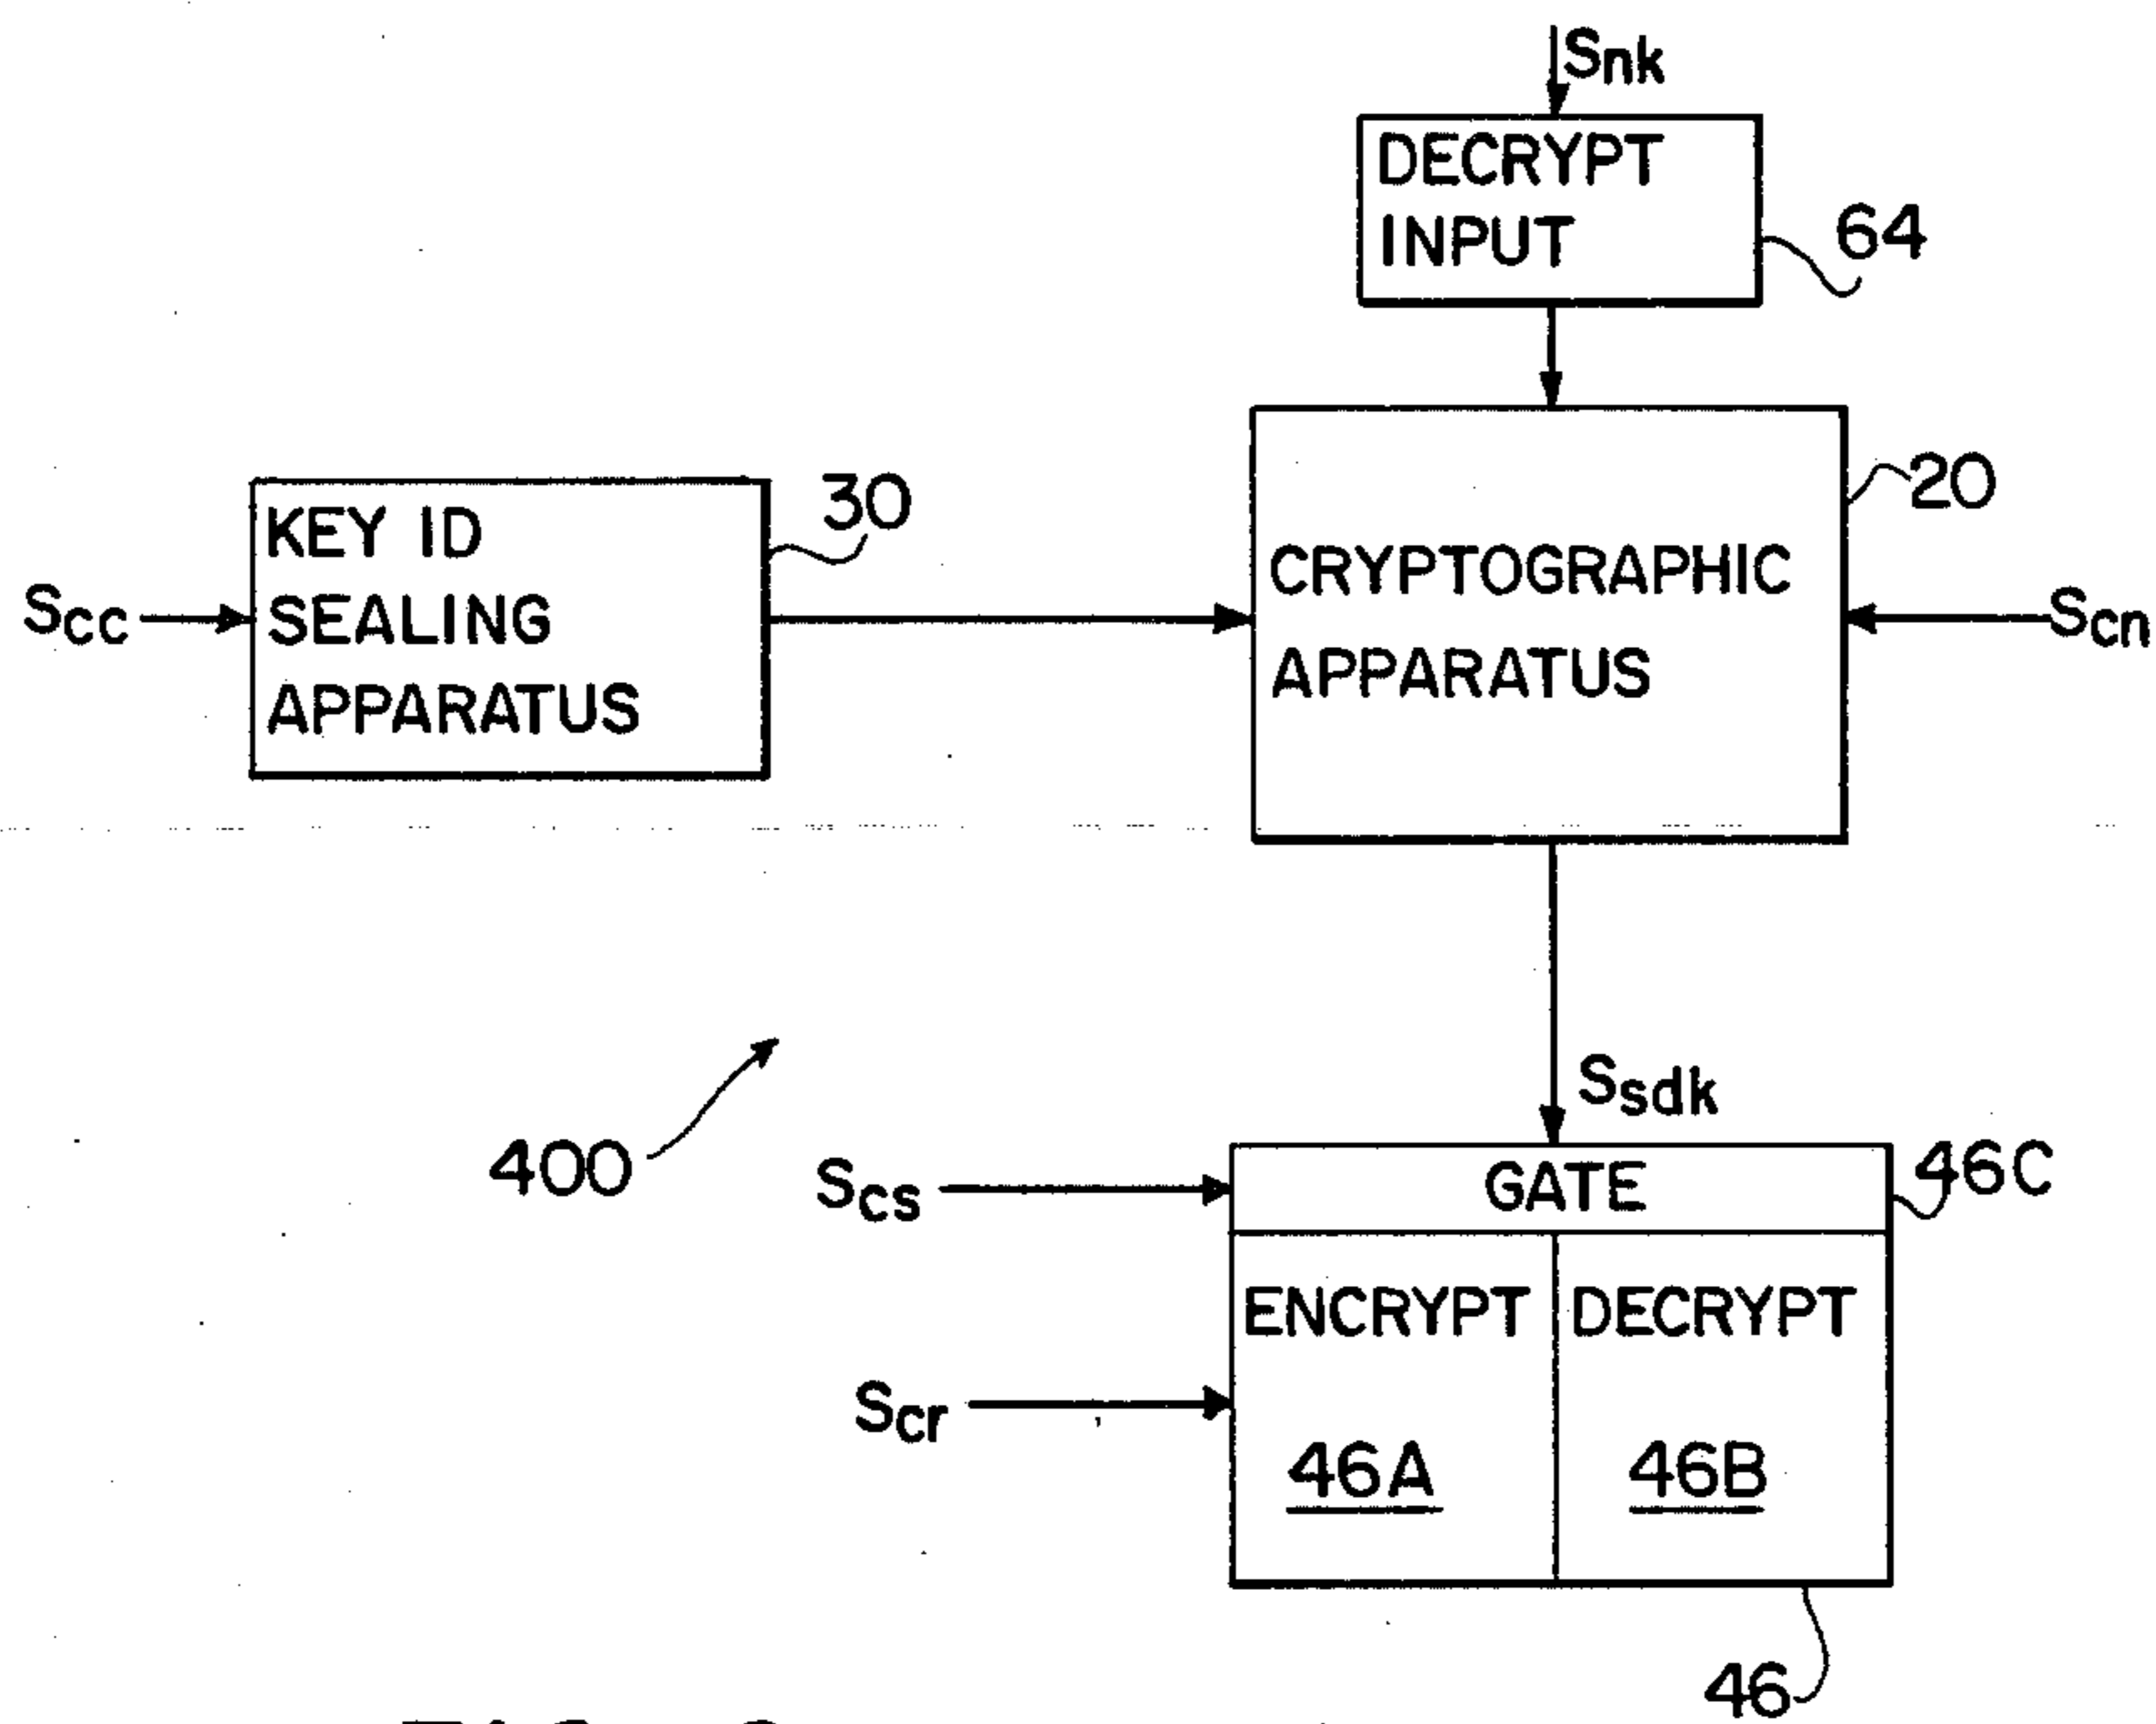 Snk
DECRYPT
INPUT
64
20
30
KEY ID
SEALING
APPARATUS
Scc
CRYPTOGRAPHIC
APPARATUS
Scn
Ssdk
400
Scs
GATE
46C
ENCRYPT
DECRYPT
Scr
46A
46B
46